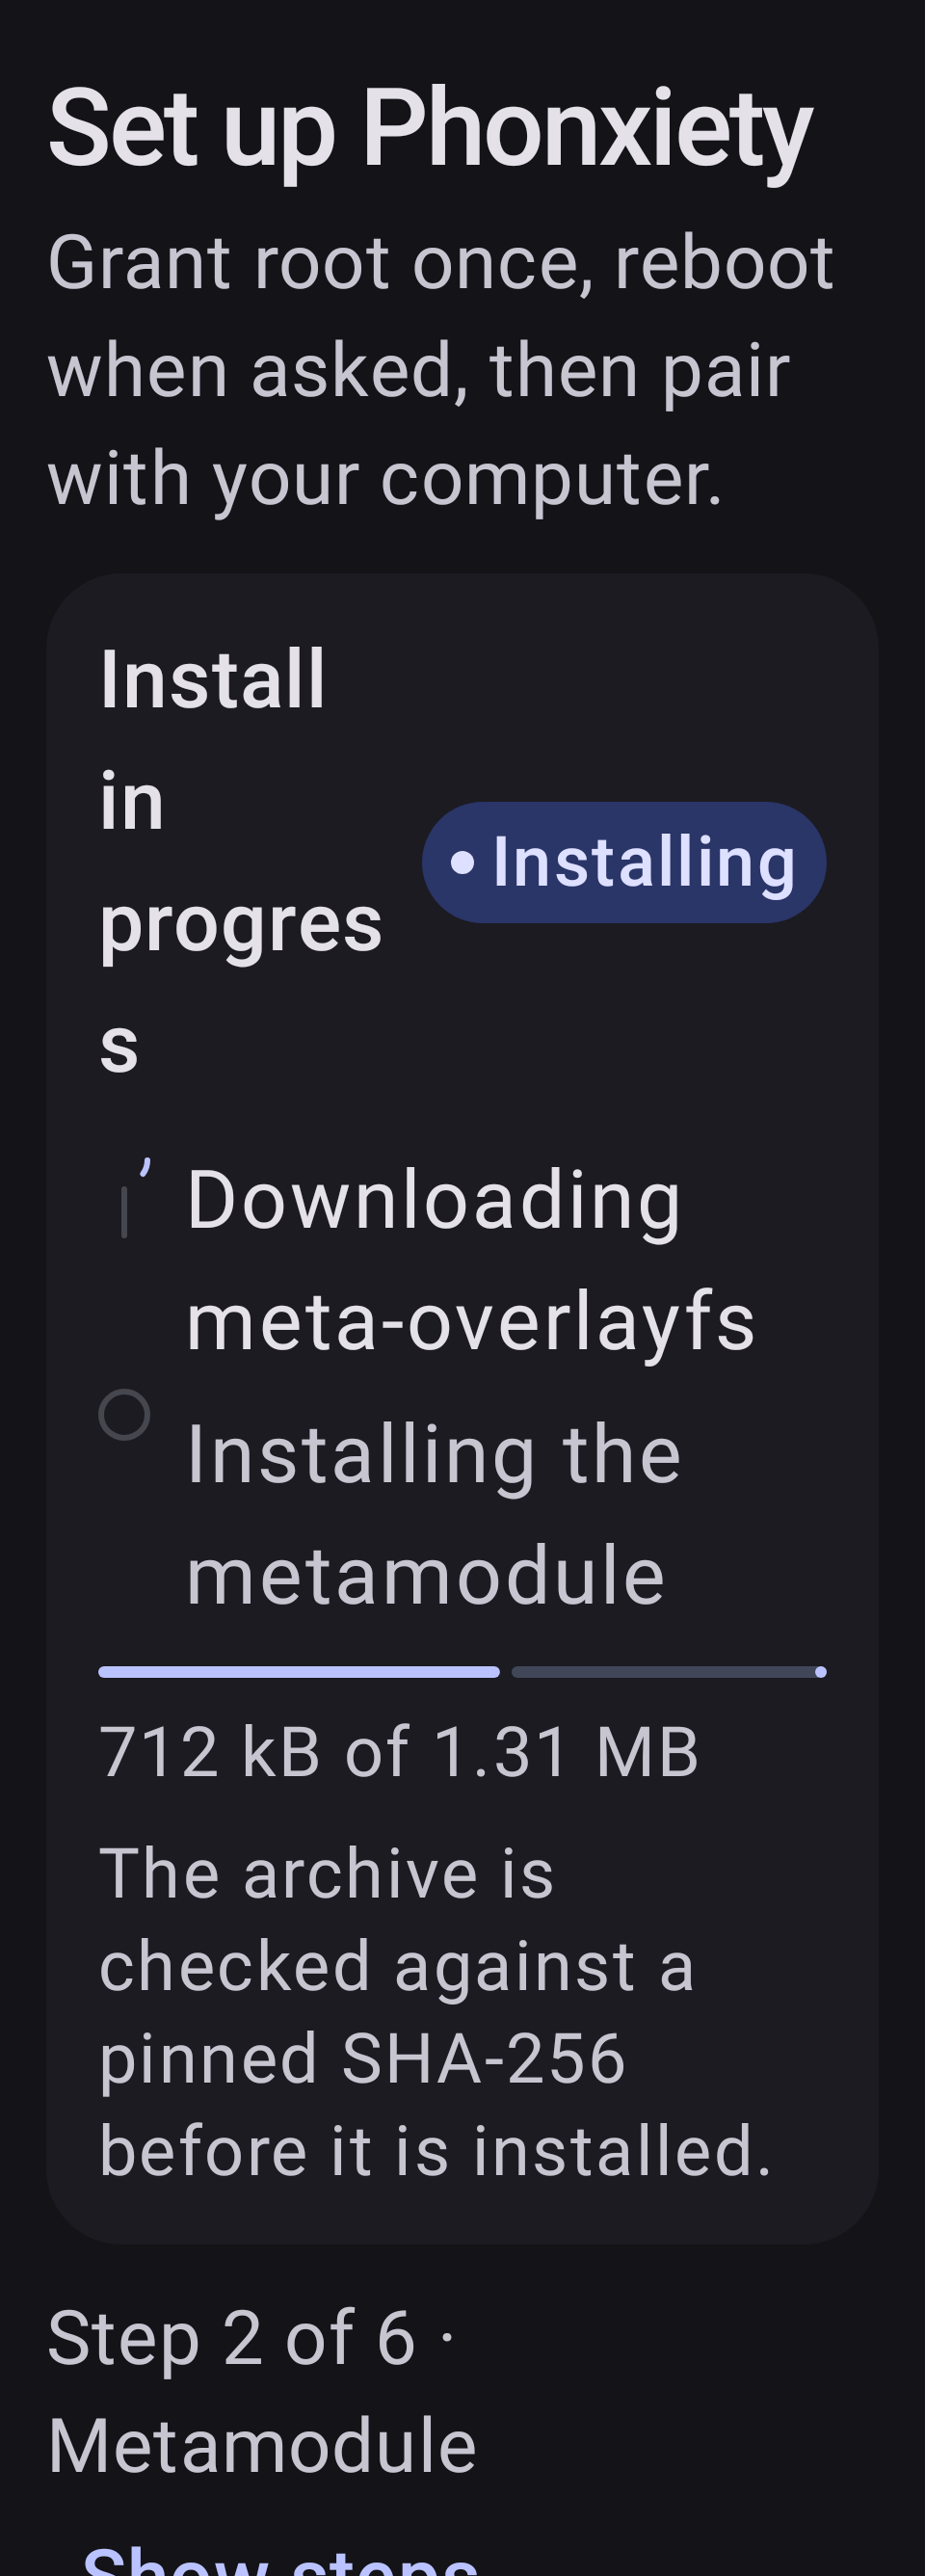 Set up Phonxiety
Grant root once, reboot
when asked, then pair
with your computer.
Install
in
progres
s
Installing
Downloading
meta-overlayfs
Installing the
metamodule
712 kB of 1.31 MB
The archive is
checked against a
pinned SHA-256
before it is installed.
Step 2 of 6 ·
Metamodule
Show steps